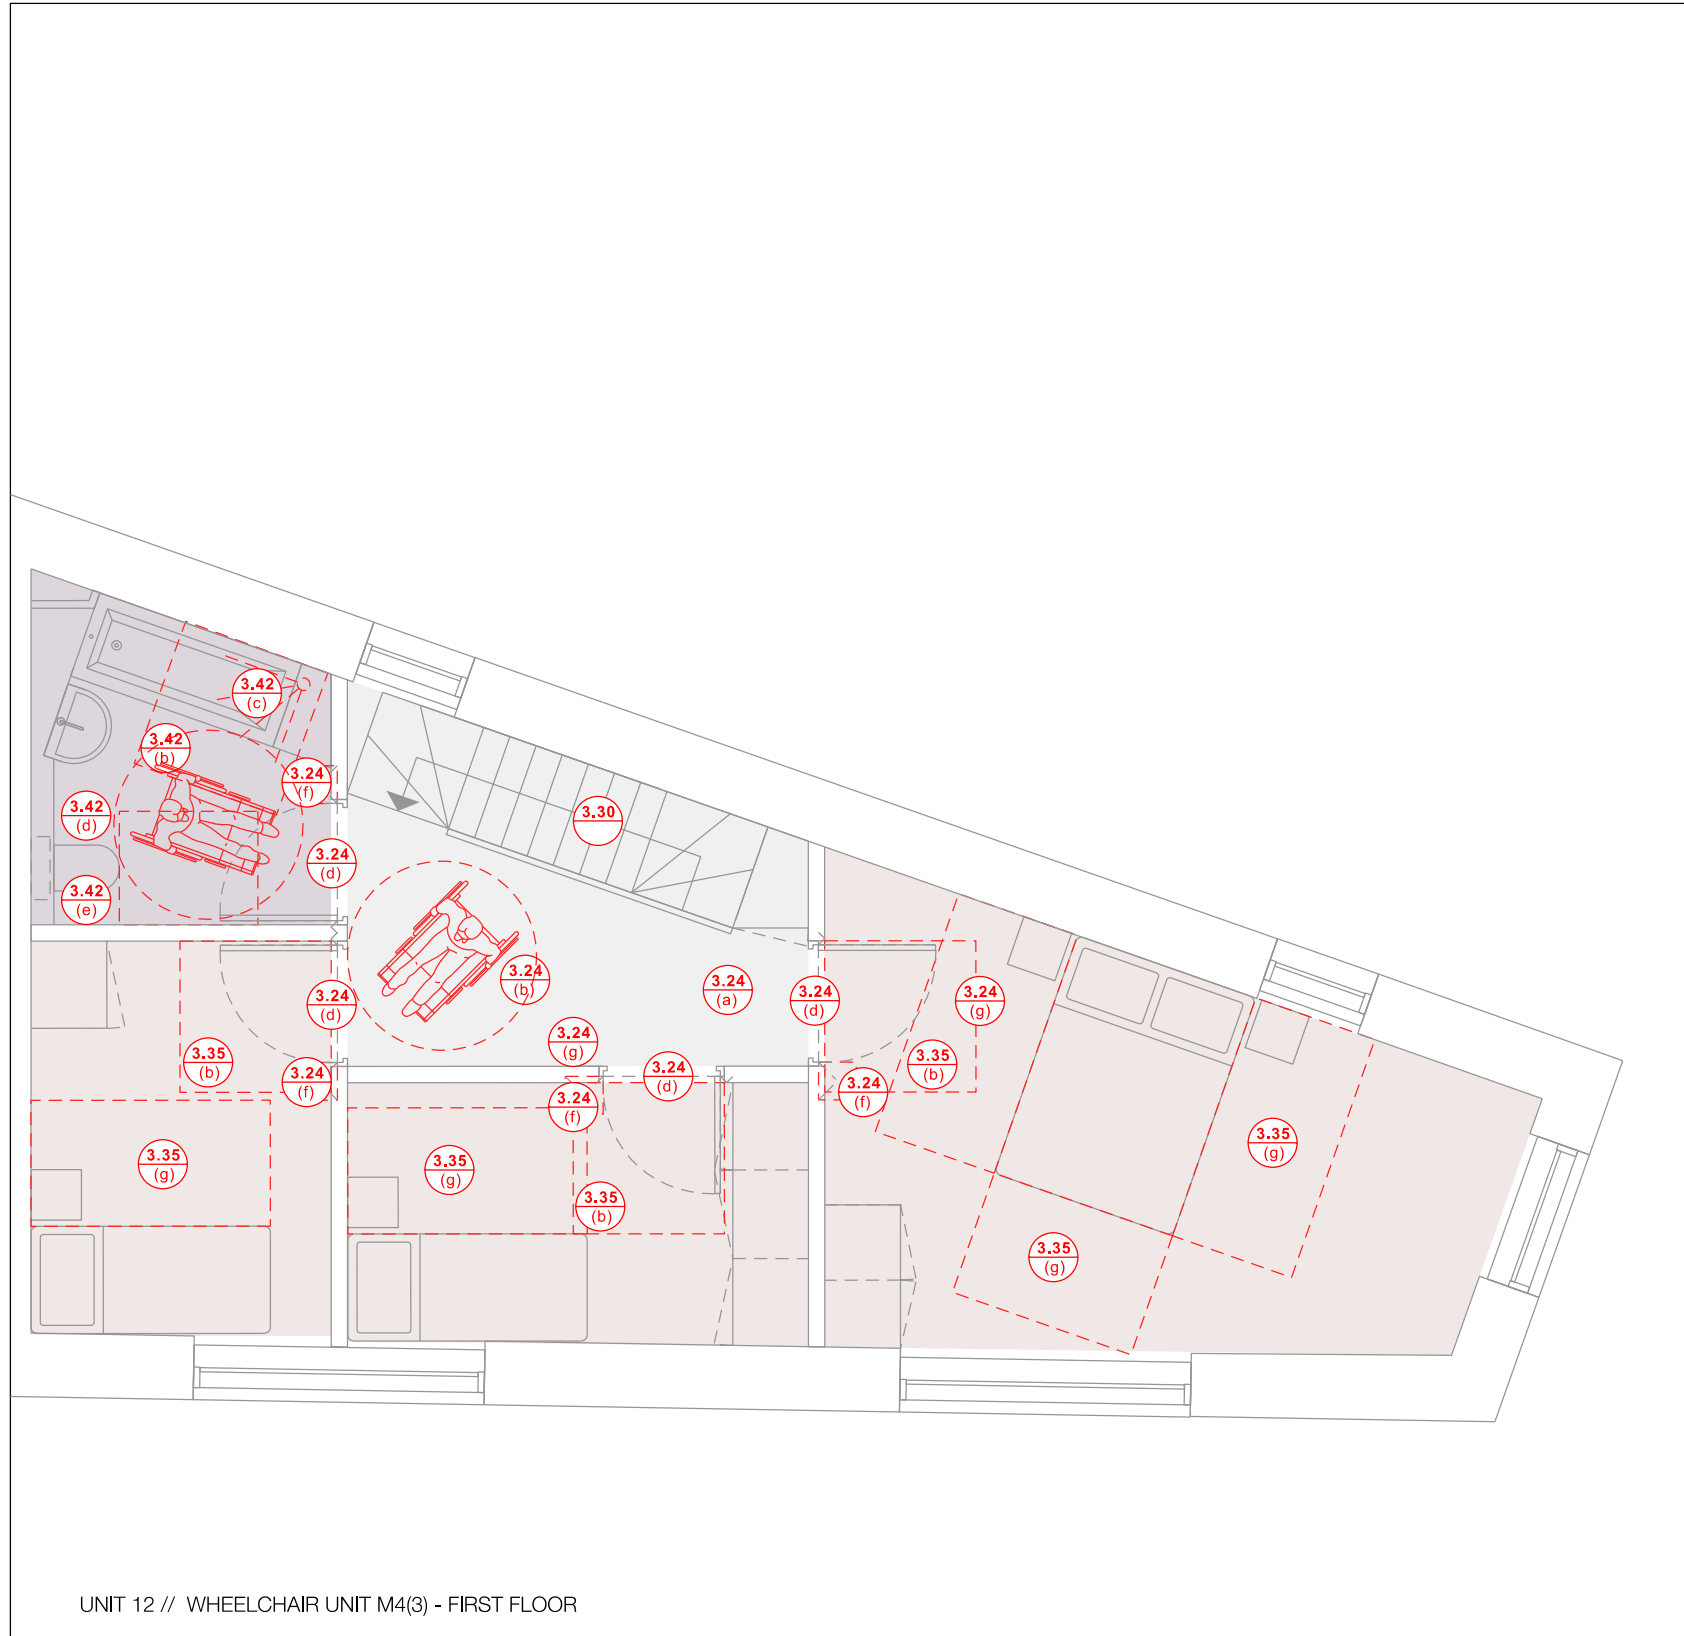 3.42
(c)
3.42
(b)
3.24
(f)
3.42
(d)
3.30
3.24
(d)
3.42
(e)
3.24
(b)
3.24
(a)
3.24
(d)
3.24
(d)
3.24
(g)
3.24
(g)
3.35
(b)
3.35
(b)
3.24
(f)
3.24
(d)
3.24
(f)
3.24
(f)
3.35
(g)
3.35
(g)
3.35
(g)
3.35
(b)
3.35
(g)
UNIT 12 // WHEELCHAIR UNIT M4(3) - FIRST FLOOR